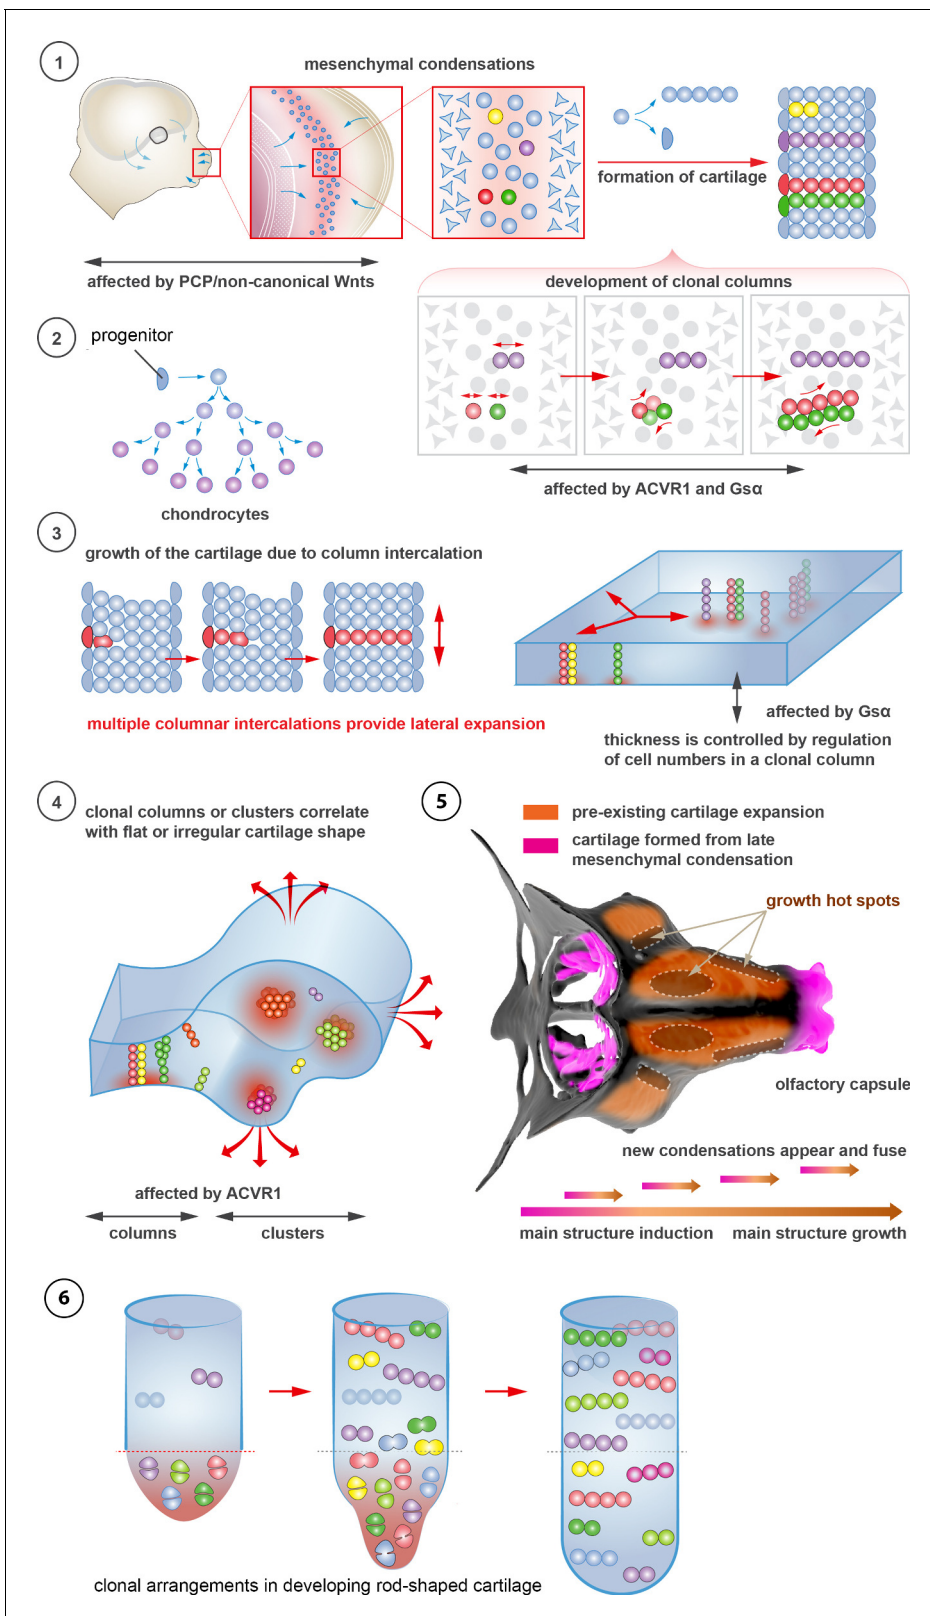 1
mesenchymal condensations
formation of cartilage
affected by PCP/non-canonical Wnts
development of clonal columns
2
progenitor
chondrocytes
affected by ACVR1 and Gsα
3
growth of the cartilage due to column intercalation
multiple columnar intercalations provide lateral expansion
affected by Gsα
thickness is controlled by regulation
of cell numbers in a clonal column
4
clonal columns or clusters correlate
with flat or irregular cartilage shape
affected by ACVR1
columns
clusters
5
pre-existing cartilage expansion
cartilage formed from late
mesenchymal condensation
growth hot spots
olfactory capsule
new condensations appear and fuse
main structure induction
main structure growth
6
clonal arrangements in developing rod-shaped cartilage